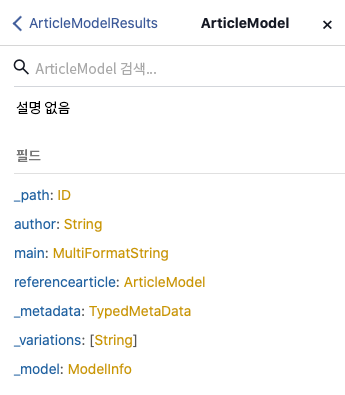 ArticleModelResults ArticleModel ×
ArticleModel 검색...
설명 없음
필드
_path: ID
author: String
main: MultiFormatString
referencearticle: ArticleModel
_metadata: TypedMetaData
_variations: [String]
_model: ModelInfo